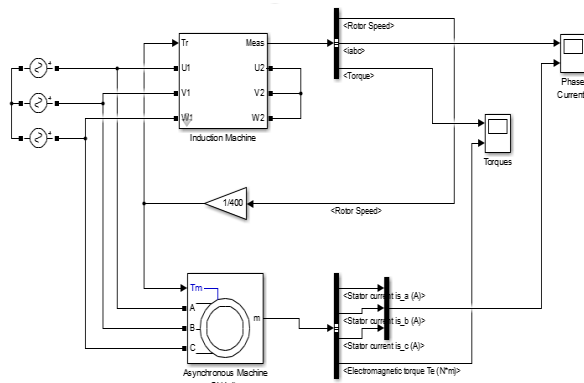 <Rotor Speed>
Tr
Meas
U1
U2
<iabc>
V1
V2
<Torque>
W1
W2
Induction Machine
Phase
Current
Torques
1/400
<Rotor Speed>
Tm
A
B
C
m
<Stator current is_a (A)>
<Stator current is_b (A)>
<Stator current is_c (A)>
<Electromagnetic torque Te (N*m)>
Asynchronous Machine